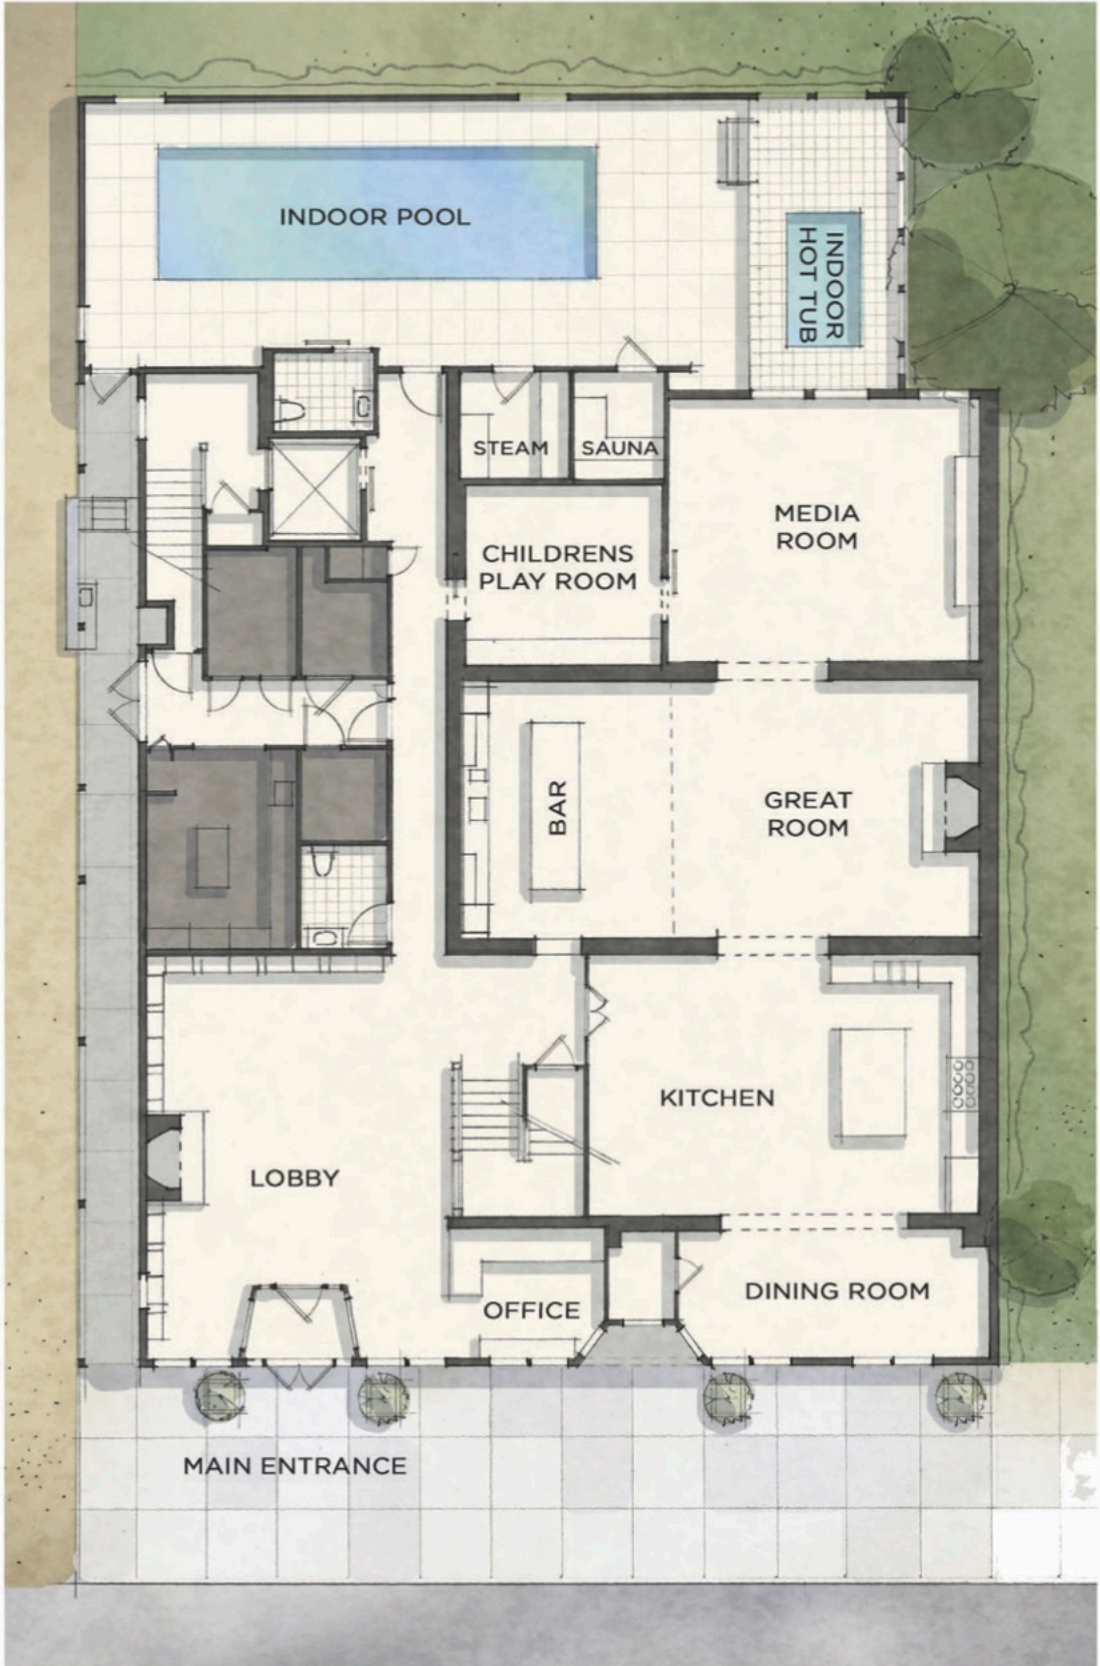 INDOOR POOL
INDOOR
HOT TUB
STEAM
SAUNA
MEDIA
ROOM
CHILDRENS
PLAY ROOM
BAR
GREAT
ROOM
KITCHEN
LOBBY
DINING ROOM
OFFICE
MAIN ENTRANCE